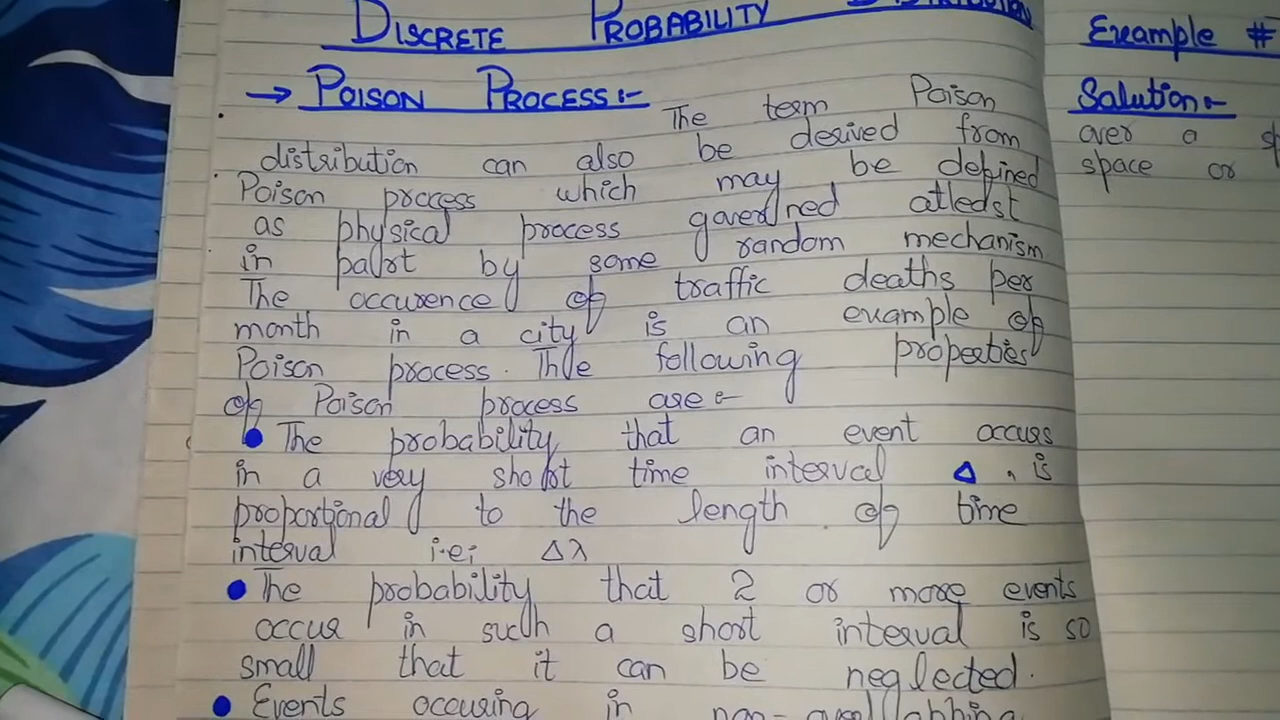 DISCRETE PROBABILITY DISTRIBUTION
→ POISON PROCESS:-
The term Poison
distribution can also be desived from
Poison process which may be defined
as physical process governed atleast
in part by some random mechanism
The occurence of traffic deaths per
month in a city is an example of
Poison process. The following properties
of Poison process are:-
• The probability that an event occurs
in a very short time interval Δ, is
proportional to the length of time
interval i.e; Δλ
• The probability that 2 or more events
occur in such a short interval is so
small that it can be neglected.
• Events occuring in non-overlapping
Example #
Solution:-
over a
space or